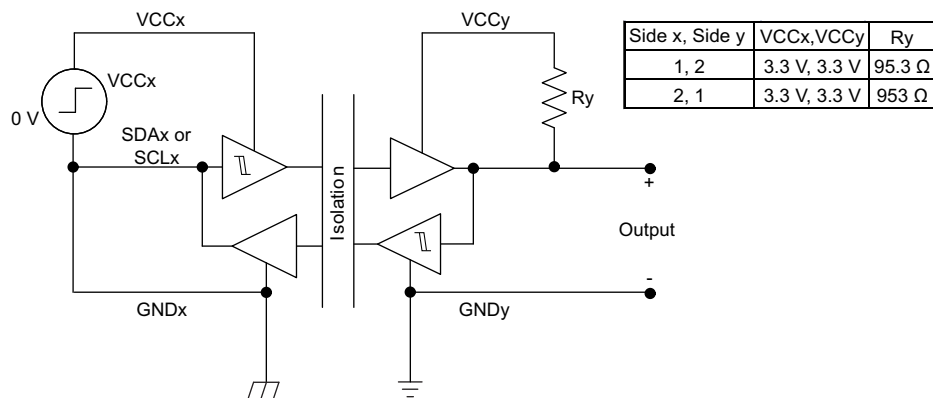 VCCx
VCCy
Side x, Side y VCCx,VCCy Ry
1, 2 3.3 V, 3.3 V 95.3 Ω
2, 1 3.3 V, 3.3 V 953 Ω
VCCx
0 V
Ry
SDAx or
SCLx
Isolation
+
Output
-
GNDx
GNDy